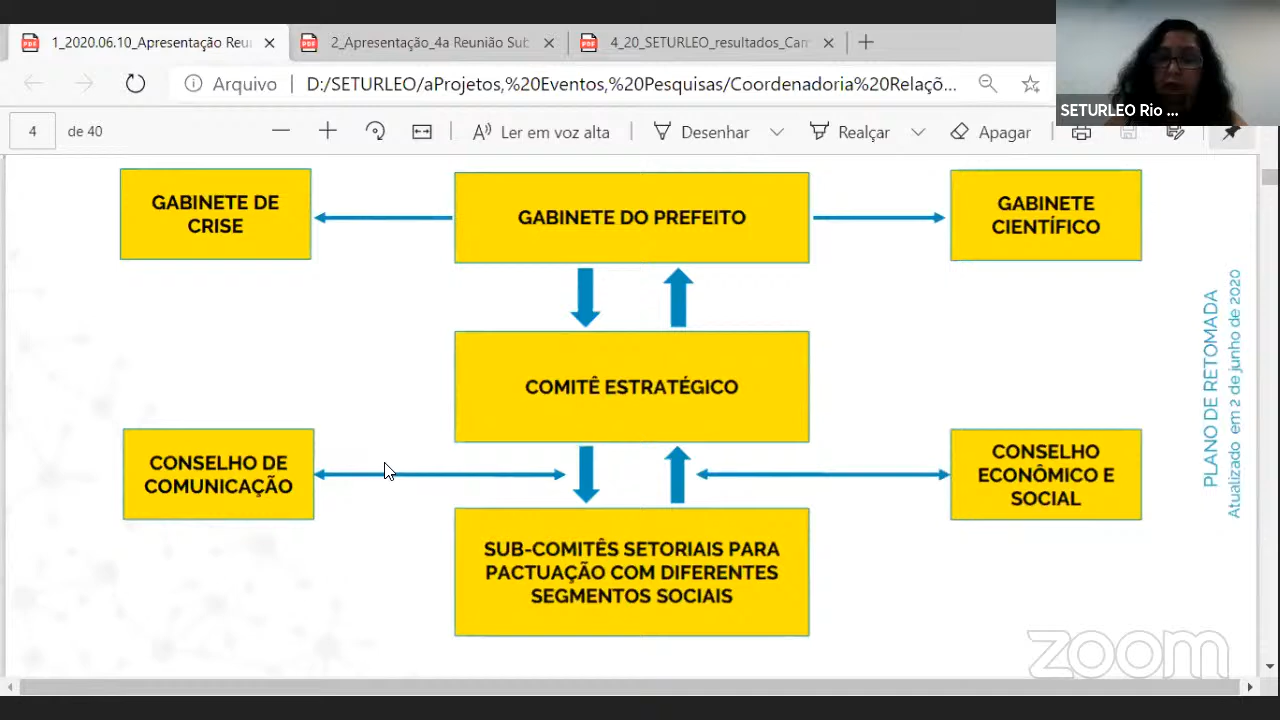 1_2020.06.10_Apresentação Reu
2_Apresentação_4a Reunião Sub
4_20_SETURLEO_resultados_Cam
Arquivo
D:/SETURLEO/aProjetos,%20Eventos,%20Pesquisas/Coordenadoria%20Relaçõ...
SETURLEO Rio ...
4
de 40
Ler em voz alta
Desenhar
Realçar
Apagar
GABINETE DE
CRISE
GABINETE DO PREFEITO
GABINETE
CIENTÍFICO
COMITÊ ESTRATÉGICO
CONSELHO DE
COMUNICAÇÃO
CONSELHO
ECONÔMICO E
SOCIAL
SUB-COMITÊS SETORIAIS PARA
PACTUAÇÃO COM DIFERENTES
SEGMENTOS SOCIAIS
PLANO DE RETOMADA
Atualizado em 2 de junho de 2020
zoom